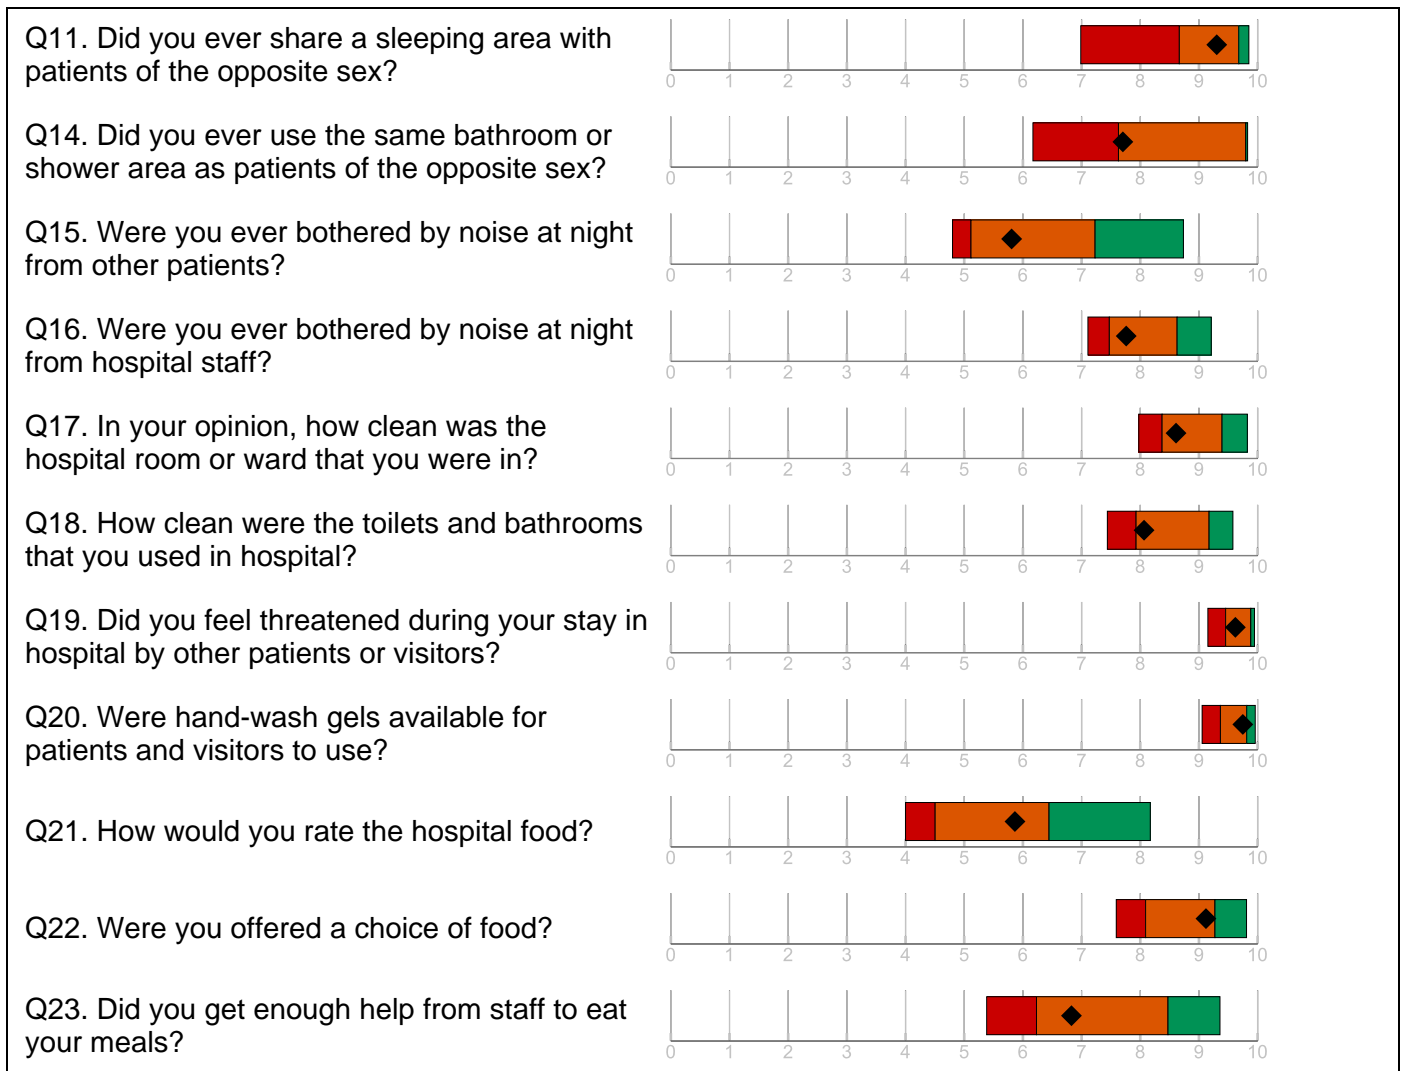 Q11. Did you ever share a sleeping area with
patients of the opposite sex?
0 1 2 3 4 5 6 7 8 9 10
Q14. Did you ever use the same bathroom or
shower area as patients of the opposite sex?
0 1 2 3 4 5 6 7 8 9 10
Q15. Were you ever bothered by noise at night
from other patients?
0 1 2 3 4 5 6 7 8 9 10
Q16. Were you ever bothered by noise at night
from hospital staff?
0 1 2 3 4 5 6 7 8 9 10
Q17. In your opinion, how clean was the
hospital room or ward that you were in?
0 1 2 3 4 5 6 7 8 9 10
Q18. How clean were the toilets and bathrooms
that you used in hospital?
0 1 2 3 4 5 6 7 8 9 10
Q19. Did you feel threatened during your stay in
hospital by other patients or visitors?
0 1 2 3 4 5 6 7 8 9 10
Q20. Were hand-wash gels available for
patients and visitors to use?
0 1 2 3 4 5 6 7 8 9 10
Q21. How would you rate the hospital food?
0 1 2 3 4 5 6 7 8 9 10
Q22. Were you offered a choice of food?
0 1 2 3 4 5 6 7 8 9 10
Q23. Did you get enough help from staff to eat
your meals?
0 1 2 3 4 5 6 7 8 9 10